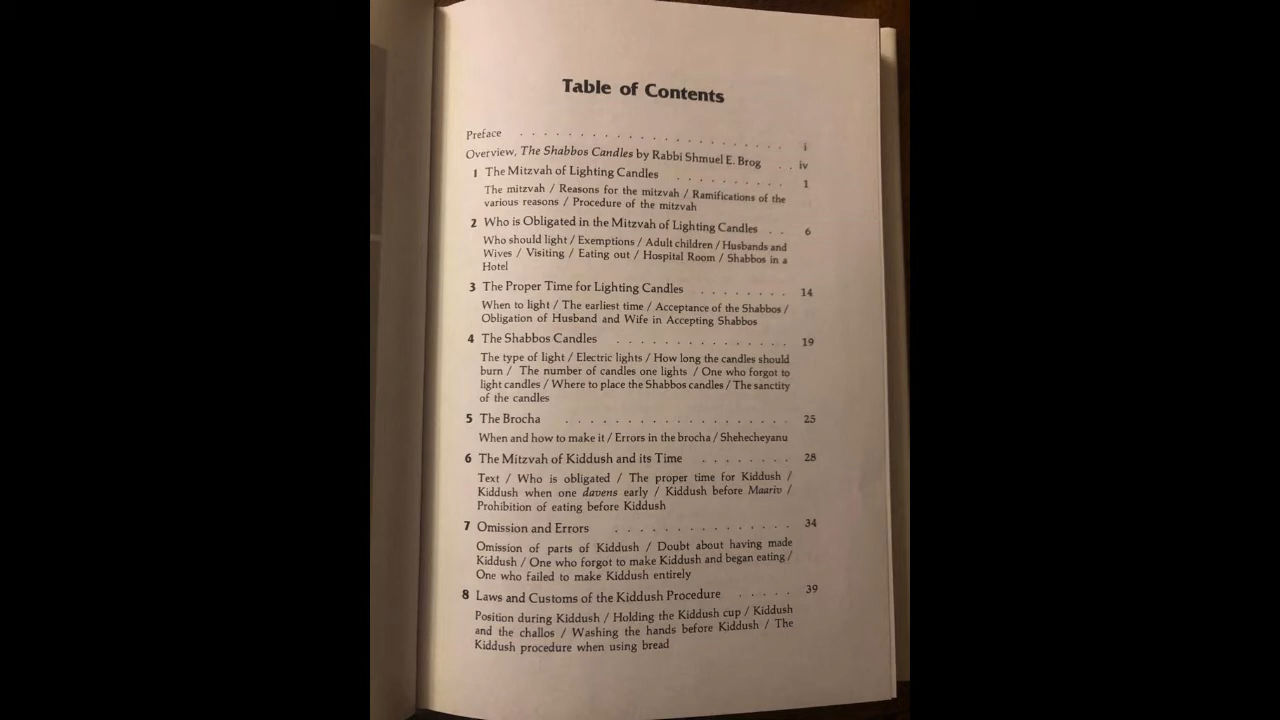 Table of Contents
Preface . . . . . . . . . . . . . . . . . . . . . . i
Overview, The Shabbos Candles by Rabbi Shmuel E. Brog . . iv
1 The Mitzvah of Lighting Candles . . . . . . . . . . 1
The mitzvah / Reasons for the mitzvah / Ramifications of the
various reasons / Procedure of the mitzvah
2 Who is Obligated in the Mitzvah of Lighting Candles . . 6
Who should light / Exemptions / Adult children / Husbands and
Wives / Visiting / Eating out / Hospital Room / Shabbos in a
Hotel
3 The Proper Time for Lighting Candles . . . . . . . . 14
When to light / The earliest time / Acceptance of the Shabbos /
Obligation of Husband and Wife in Accepting Shabbos
4 The Shabbos Candles . . . . . . . . . . . . . . . 19
The type of light / Electric lights / How long the candles should
burn / The number of candles one lights / One who forgot to
light candles / Where to place the Shabbos candles / The sanctity
of the candles
5 The Brocha . . . . . . . . . . . . . . . . . . 25
When and how to make it / Errors in the brocha / Shehecheyanu
6 The Mitzvah of Kiddush and its Time . . . . . . . . 28
Text / Who is obligated / The proper time for Kiddush /
Kiddush when one davens early / Kiddush before Maariv /
Prohibition of eating before Kiddush
7 Omission and Errors . . . . . . . . . . . . . . . 34
Omission of parts of Kiddush / Doubt about having made
Kiddush / One who forgot to make Kiddush and began eating /
One who failed to make Kiddush entirely
8 Laws and Customs of the Kiddush Procedure . . . . . 39
Position during Kiddush / Holding the Kiddush cup / Kiddush
and the challos / Washing the hands before Kiddush / The
Kiddush procedure when using bread